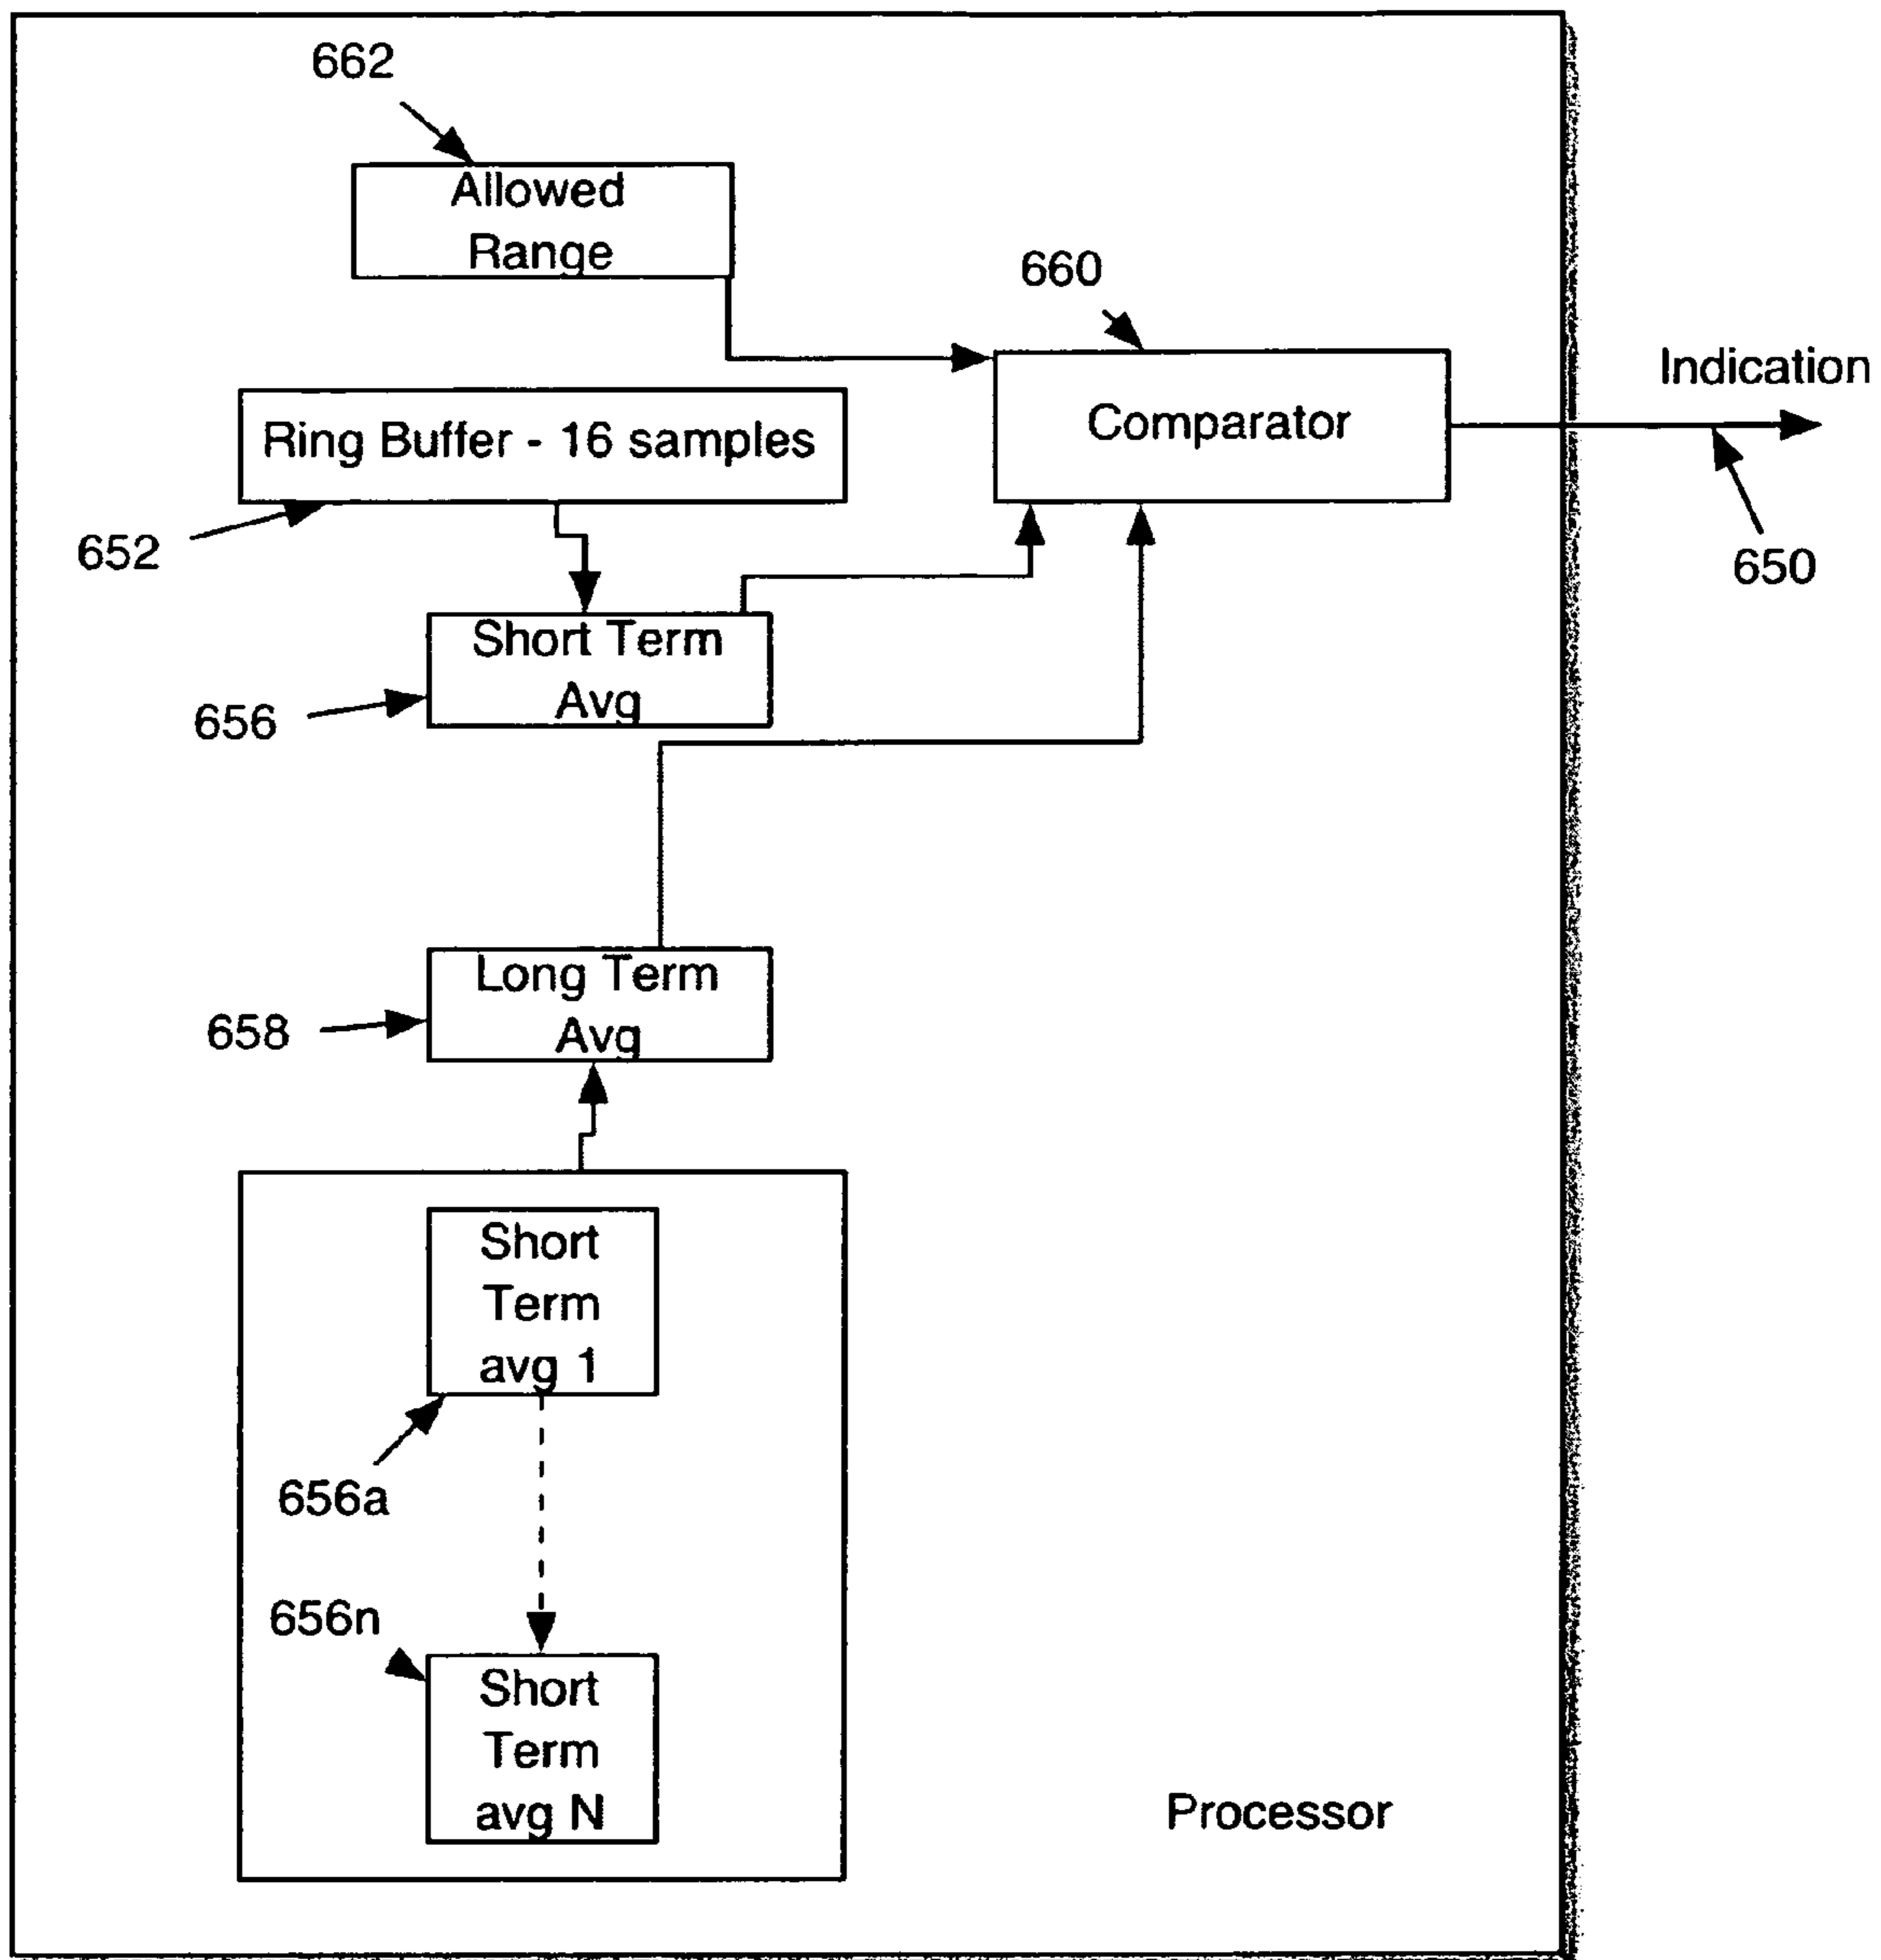 662
Allowed
Range
660
Indication
Comparator
Ring Buffer - 16 samples
652
650
Short Term
Avg
656
Long Term
Avg
658
Short
Term
avg 1
656a
656n
Short
Term
avg N
Processor